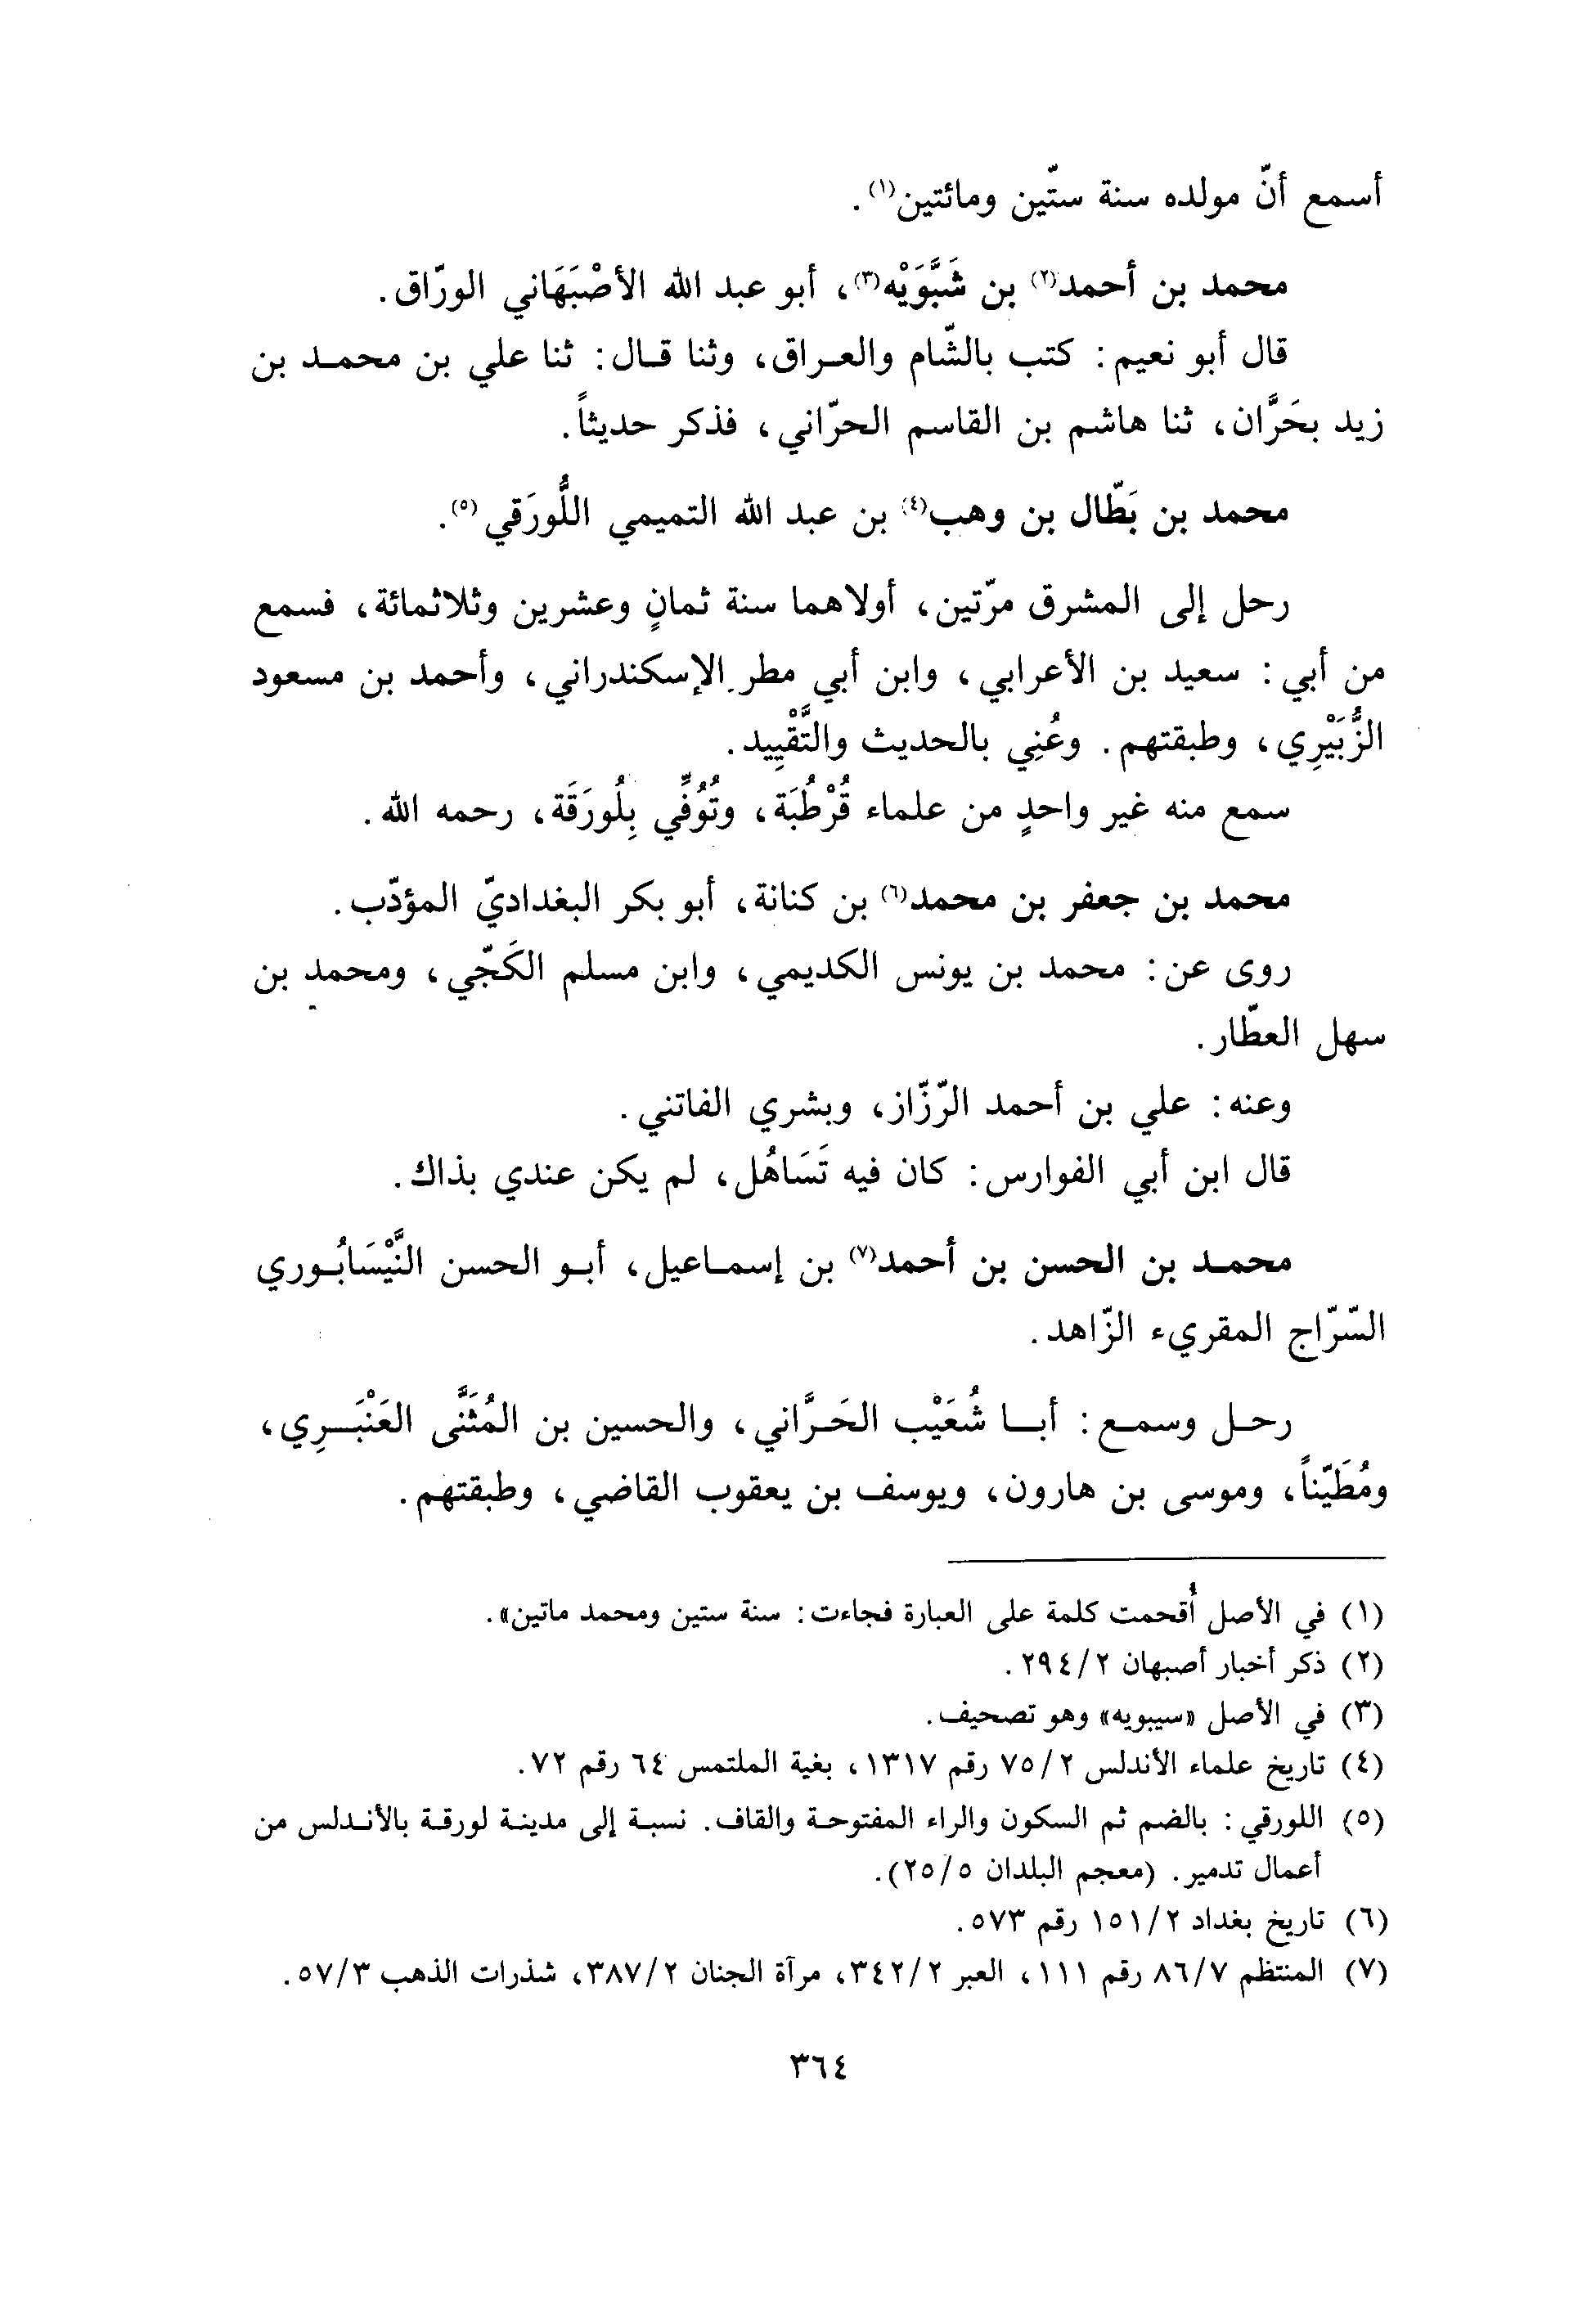 أسمع أنّ مولده سنة ستّين ومائتين(١).
محمد بن أحمد(٢) بن شَبَّوَيْه(٣)، أبو عبد الله الأصْبَهَاني الورّاق.
قال أبو نعيم: كتب بالشّام والعراق، وثنا قال: ثنا علي بن محمد بن
زيد بحَرَّان، ثنا هاشم بن القاسم الحرّاني، فذكر حديثاً.
محمد بن بَطّال بن وهب(٤) بن عبد الله التميمي اللُّورَقي(٥).
رحل إلى المشرق مرّتين، أولاهما سنة ثمانٍ وعشرين وثلاثمائة، فسمع
من أبي: سعيد بن الأعرابي، وابن أبي مطر الإسكندراني، وأحمد بن مسعود
الزُّبَيْرِي، وطبقتهم. وعُنِي بالحديث والتَّقْيِيد.
سمع منه غير واحدٍ من علماء قُرْطُبَة، وتُوُفِّي بِلُورَقَة، رحمه الله.
محمد بن جعفر بن محمد(٦) بن كنانة، أبو بكر البغداديّ المؤدّب.
روى عن: محمد بن يونس الكديمي، وابن مسلم الكَجّي، ومحمد بن
سهل العطّار.
وعنه: علي بن أحمد الرّزّاز، وبشري الفاتني.
قال ابن أبي الفوارس: كان فيه تَسَاهُل، لم يكن عندي بذاك.
محمد بن الحسن بن أحمد(٧) بن إسماعيل، أبو الحسن النَّيْسَابُوري
السّرّاج المقريء الزّاهد.
رحل وسمع: أبا شُعَيْب الحَرَّاني، والحسين بن المُثَنَّى العَنْبَرِي،
ومُطَيّناً، وموسى بن هارون، ويوسف بن يعقوب القاضي، وطبقتهم.
(١) في الأصل أُقحمت كلمة على العبارة فجاءت: سنة ستين ومحمد ماتين».
(٢) ذكر أخبار أصبهان ٢/٢٩٤.
(٣) في الأصل «سيبويه» وهو تصحيف.
(٤) تاريخ علماء الأندلس ٢/٧٥ رقم ١٣١٧، بغية الملتمس ٦٤ رقم ٧٢.
(٥) اللورقي: بالضم ثم السكون والراء المفتوحة والقاف. نسبة إلى مدينة لورقة بالأندلس من
أعمال تدمير. (معجم البلدان ٥/٢٥).
(٦) تاريخ بغداد ٢/١٥١ رقم ٥٧٣.
(٧) المنتظم ٧/٨٦ رقم ١١١، العبر ٢/٣٤٢، مرآة الجنان ٢/٣٨٧، شذرات الذهب ٣/٥٧.
٣٦٤